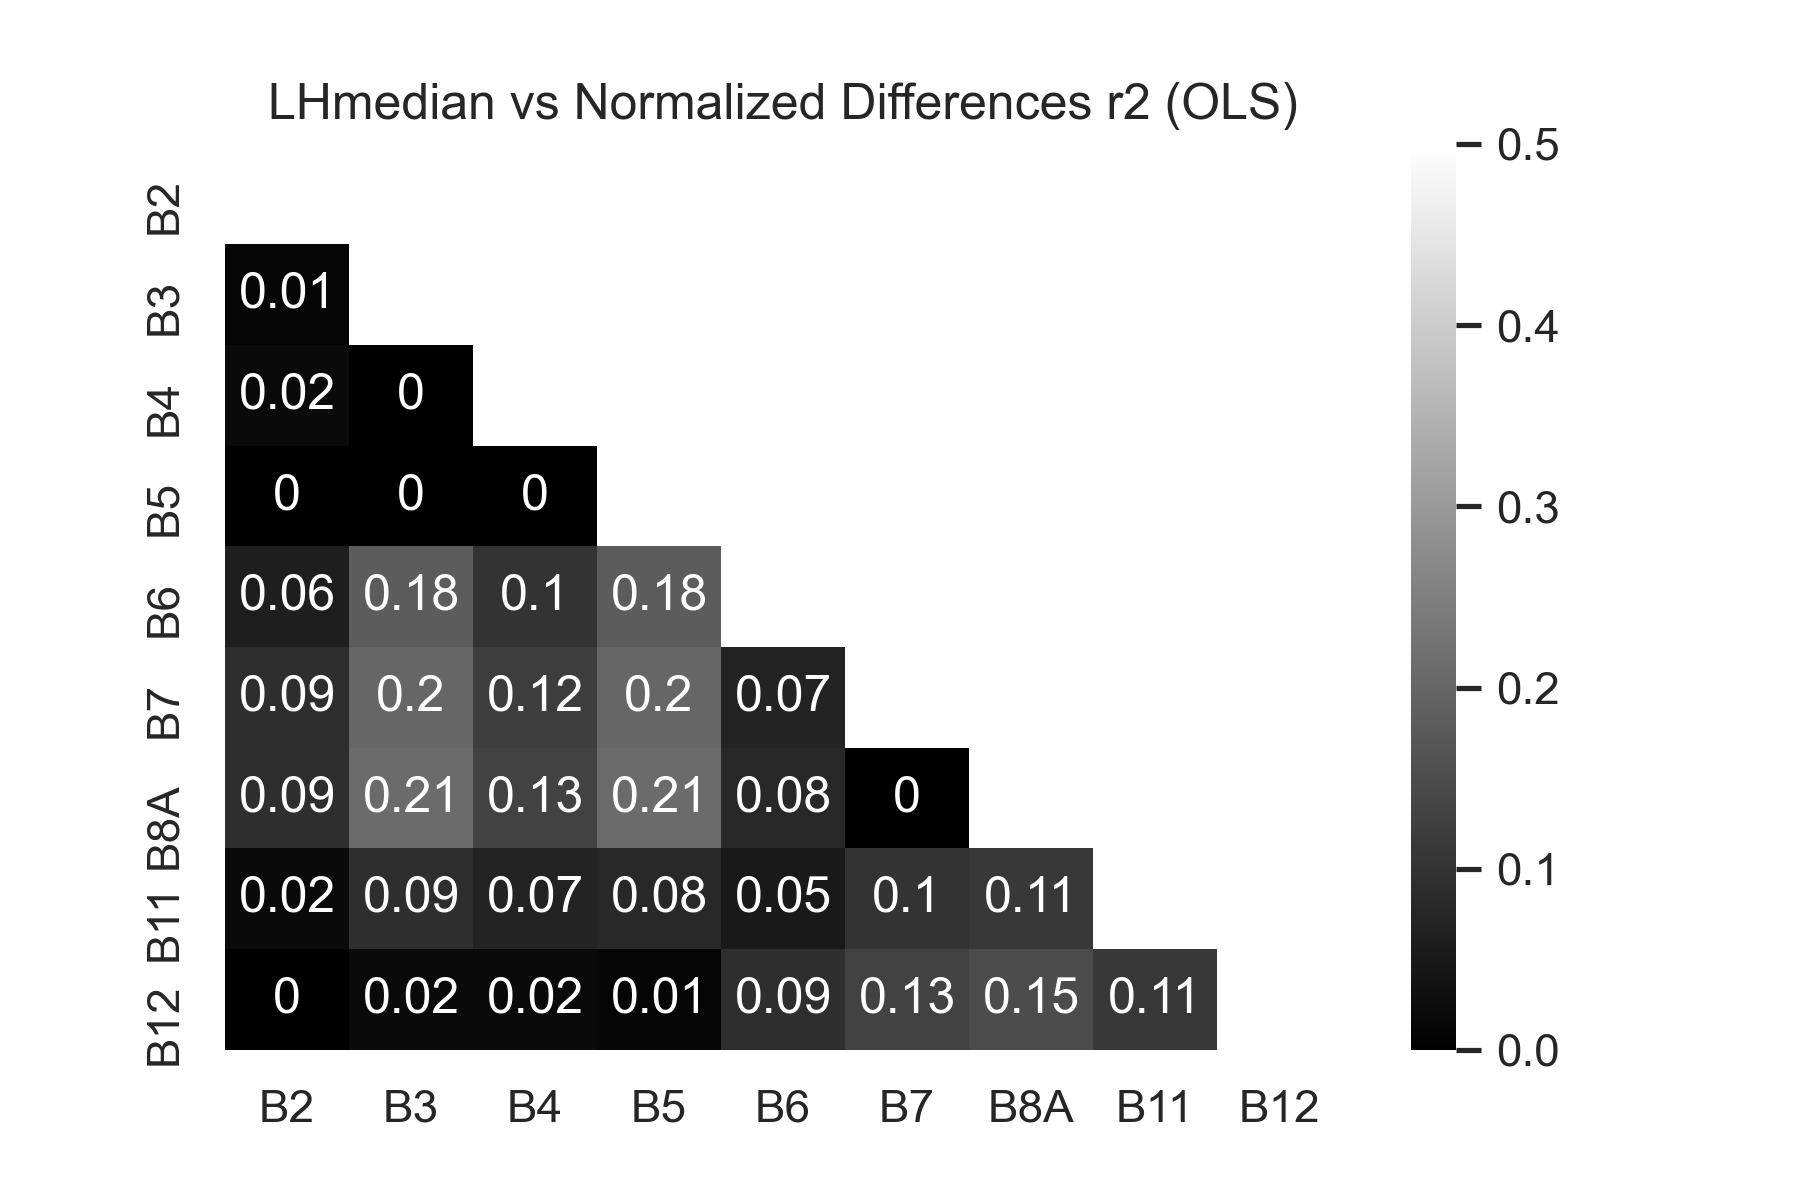 LHmedian vs Normalized Differences r2 (OLS)
0.5
B2
B3 0.01
0.4
B4 0.02 0
B5 0 0 0
0.3
B6 0.06 0.18 0.1 0.18
B7 0.09 0.2 0.12 0.2 0.07
0.2
B8A 0.09 0.21 0.13 0.21 0.08 0
B11 0.02 0.09 0.07 0.08 0.05 0.1 0.11
0.1
B12 0 0.02 0.02 0.01 0.09 0.13 0.15 0.11
0.0
B2 B3 B4 B5 B6 B7 B8A B11 B12